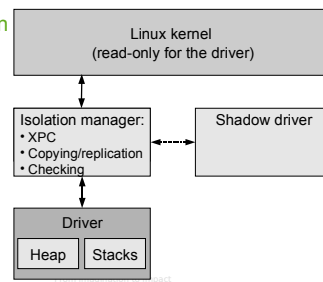 n
Linux kernel
(read-only for the driver)
Isolation manager:
• XPC
• Copying/replication
• Checking
Shadow driver
Driver
Heap
Stacks